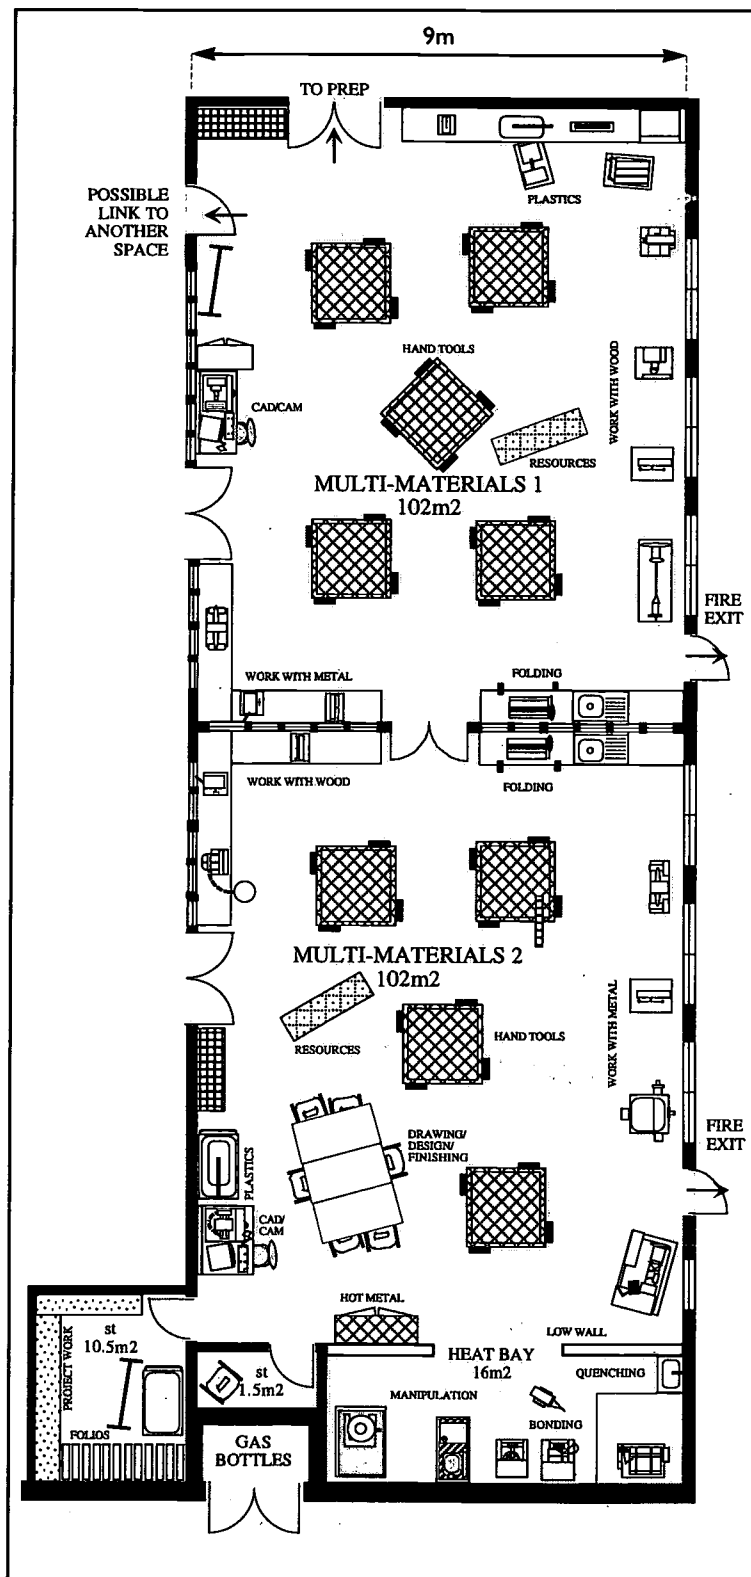 9m
TO PREP
POSSIBLE
LINK TO
ANOTHER
SPACE
PLASTICS
HAND TOOLS
WORK WITH WOOD
CAD/CAM
RESOURCES
MULTI-MATERIALS 1
102m2
FIRE
EXIT
WORK WITH METAL
FOLDING
WORK WITH WOOD
FOLDING
MULTI-MATERIALS 2
102m2
RESOURCES
HAND TOOLS
WORK WITH METAL
DRAWING/
DESIGN/
FINISHING
FIRE
EXIT
PLASTICS
CAD/
CAM
HOT METAL
LOW WALL
st
10.5m2
PROJECT WORK
FOLIOS
st
1.5m2
HEAT BAY
16m2
QUENCHING
MANIPULATION
BONDING
GAS
BOTTLES